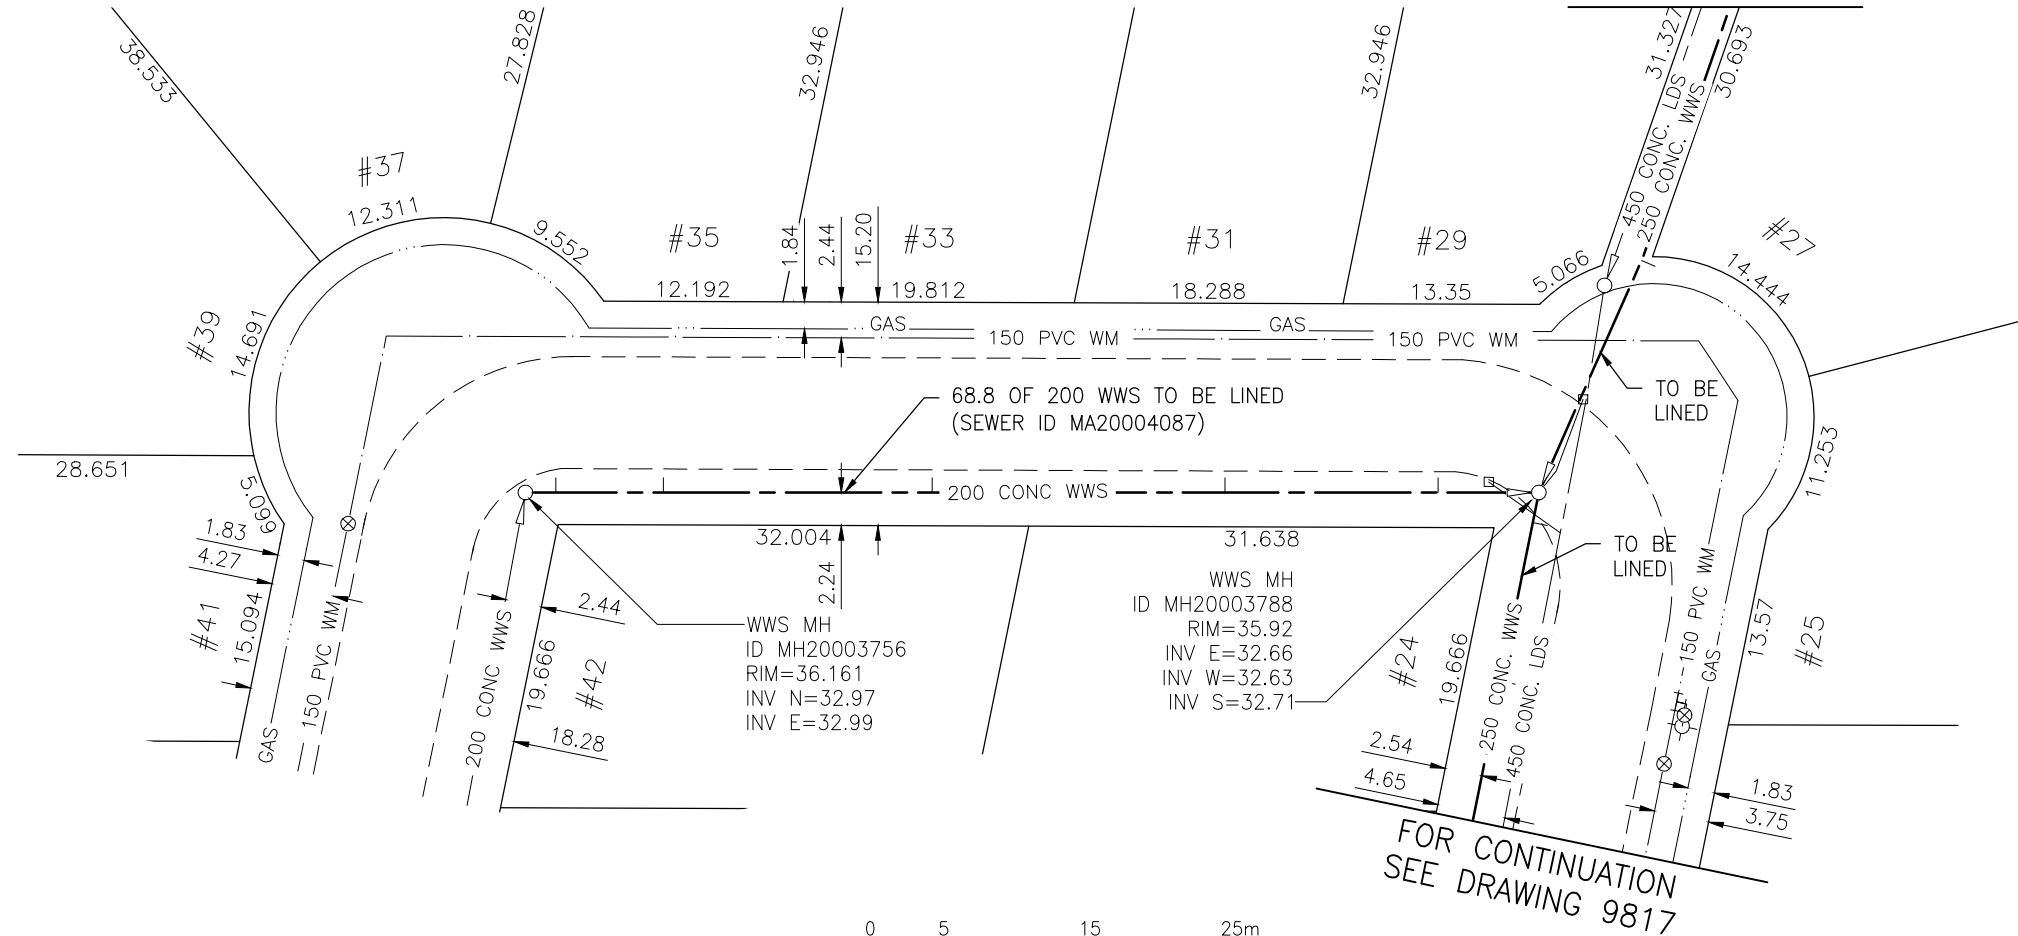 38.533
27.828
32.946
32.946
31.327
30.693
450 CONC. LDS
250 CONC. WWS
#37
12.311
9.552
#35
1.84
2.44
15.20
#33
#31
#29
#27
14.444
5.066
12.192
19.812
18.288
13.35
GAS
GAS
150 PVC WM
150 PVC WM
#39
14.691
68.8 OF 200 WWS TO BE LINED
(SEWER ID MA20004087)
TO BE
LINED
11.253
28.651
5.099
200 CONC WWS
1.83
4.27
32.004
31.638
2.24
TO BE
LINED
WWS MH
ID MH20003788
RIM=35.92
INV E=32.66
INV W=32.63
INV S=32.71
WWS MH
ID MH20003756
RIM=36.161
INV N=32.97
INV E=32.99
#41
15.094
GAS
150 PVC WM
200 CONC WWS
2.44
19.666
#42
18.28
#24
19.666
250 CONC. WWS
450 CONC. LDS
150 PVC WM
GAS
13.57
#25
2.54
4.65
1.83
3.75
FOR CONTINUATION
SEE DRAWING 9817
0 5 15 25m